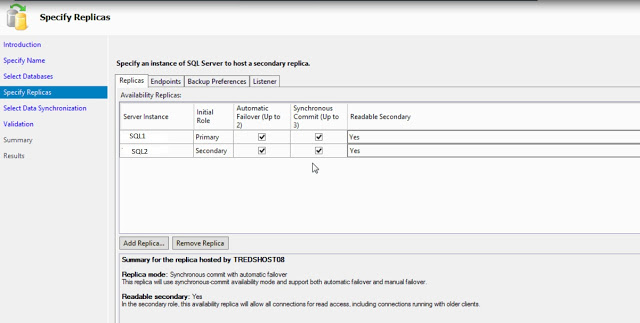 Specify Replicas
Introduction
Specify Name
Select Databases
Specify Replicas
Select Data Synchronization
Validation
Summary
Results
Specify an instance of SQL Server to host a secondary replica.
Replicas Endpoints Backup Preferences Listener
Availability Replicas:
Server Instance Initial Role Automatic Failover (Up to 2) Synchronous Commit (Up to 3) Readable Secondary
SQL1 Primary Yes
SQL2 Secondary Yes
Add Replica... Remove Replica
Summary for the replica hosted by TREDSHOST08
Replica mode: Synchronous commit with automatic failover
This replica will use synchronous-commit availability mode and support both automatic failover and manual failover.
Readable secondary: Yes
In the secondary role, this availability replica will allow all connections for read access, including connections running with older clients.